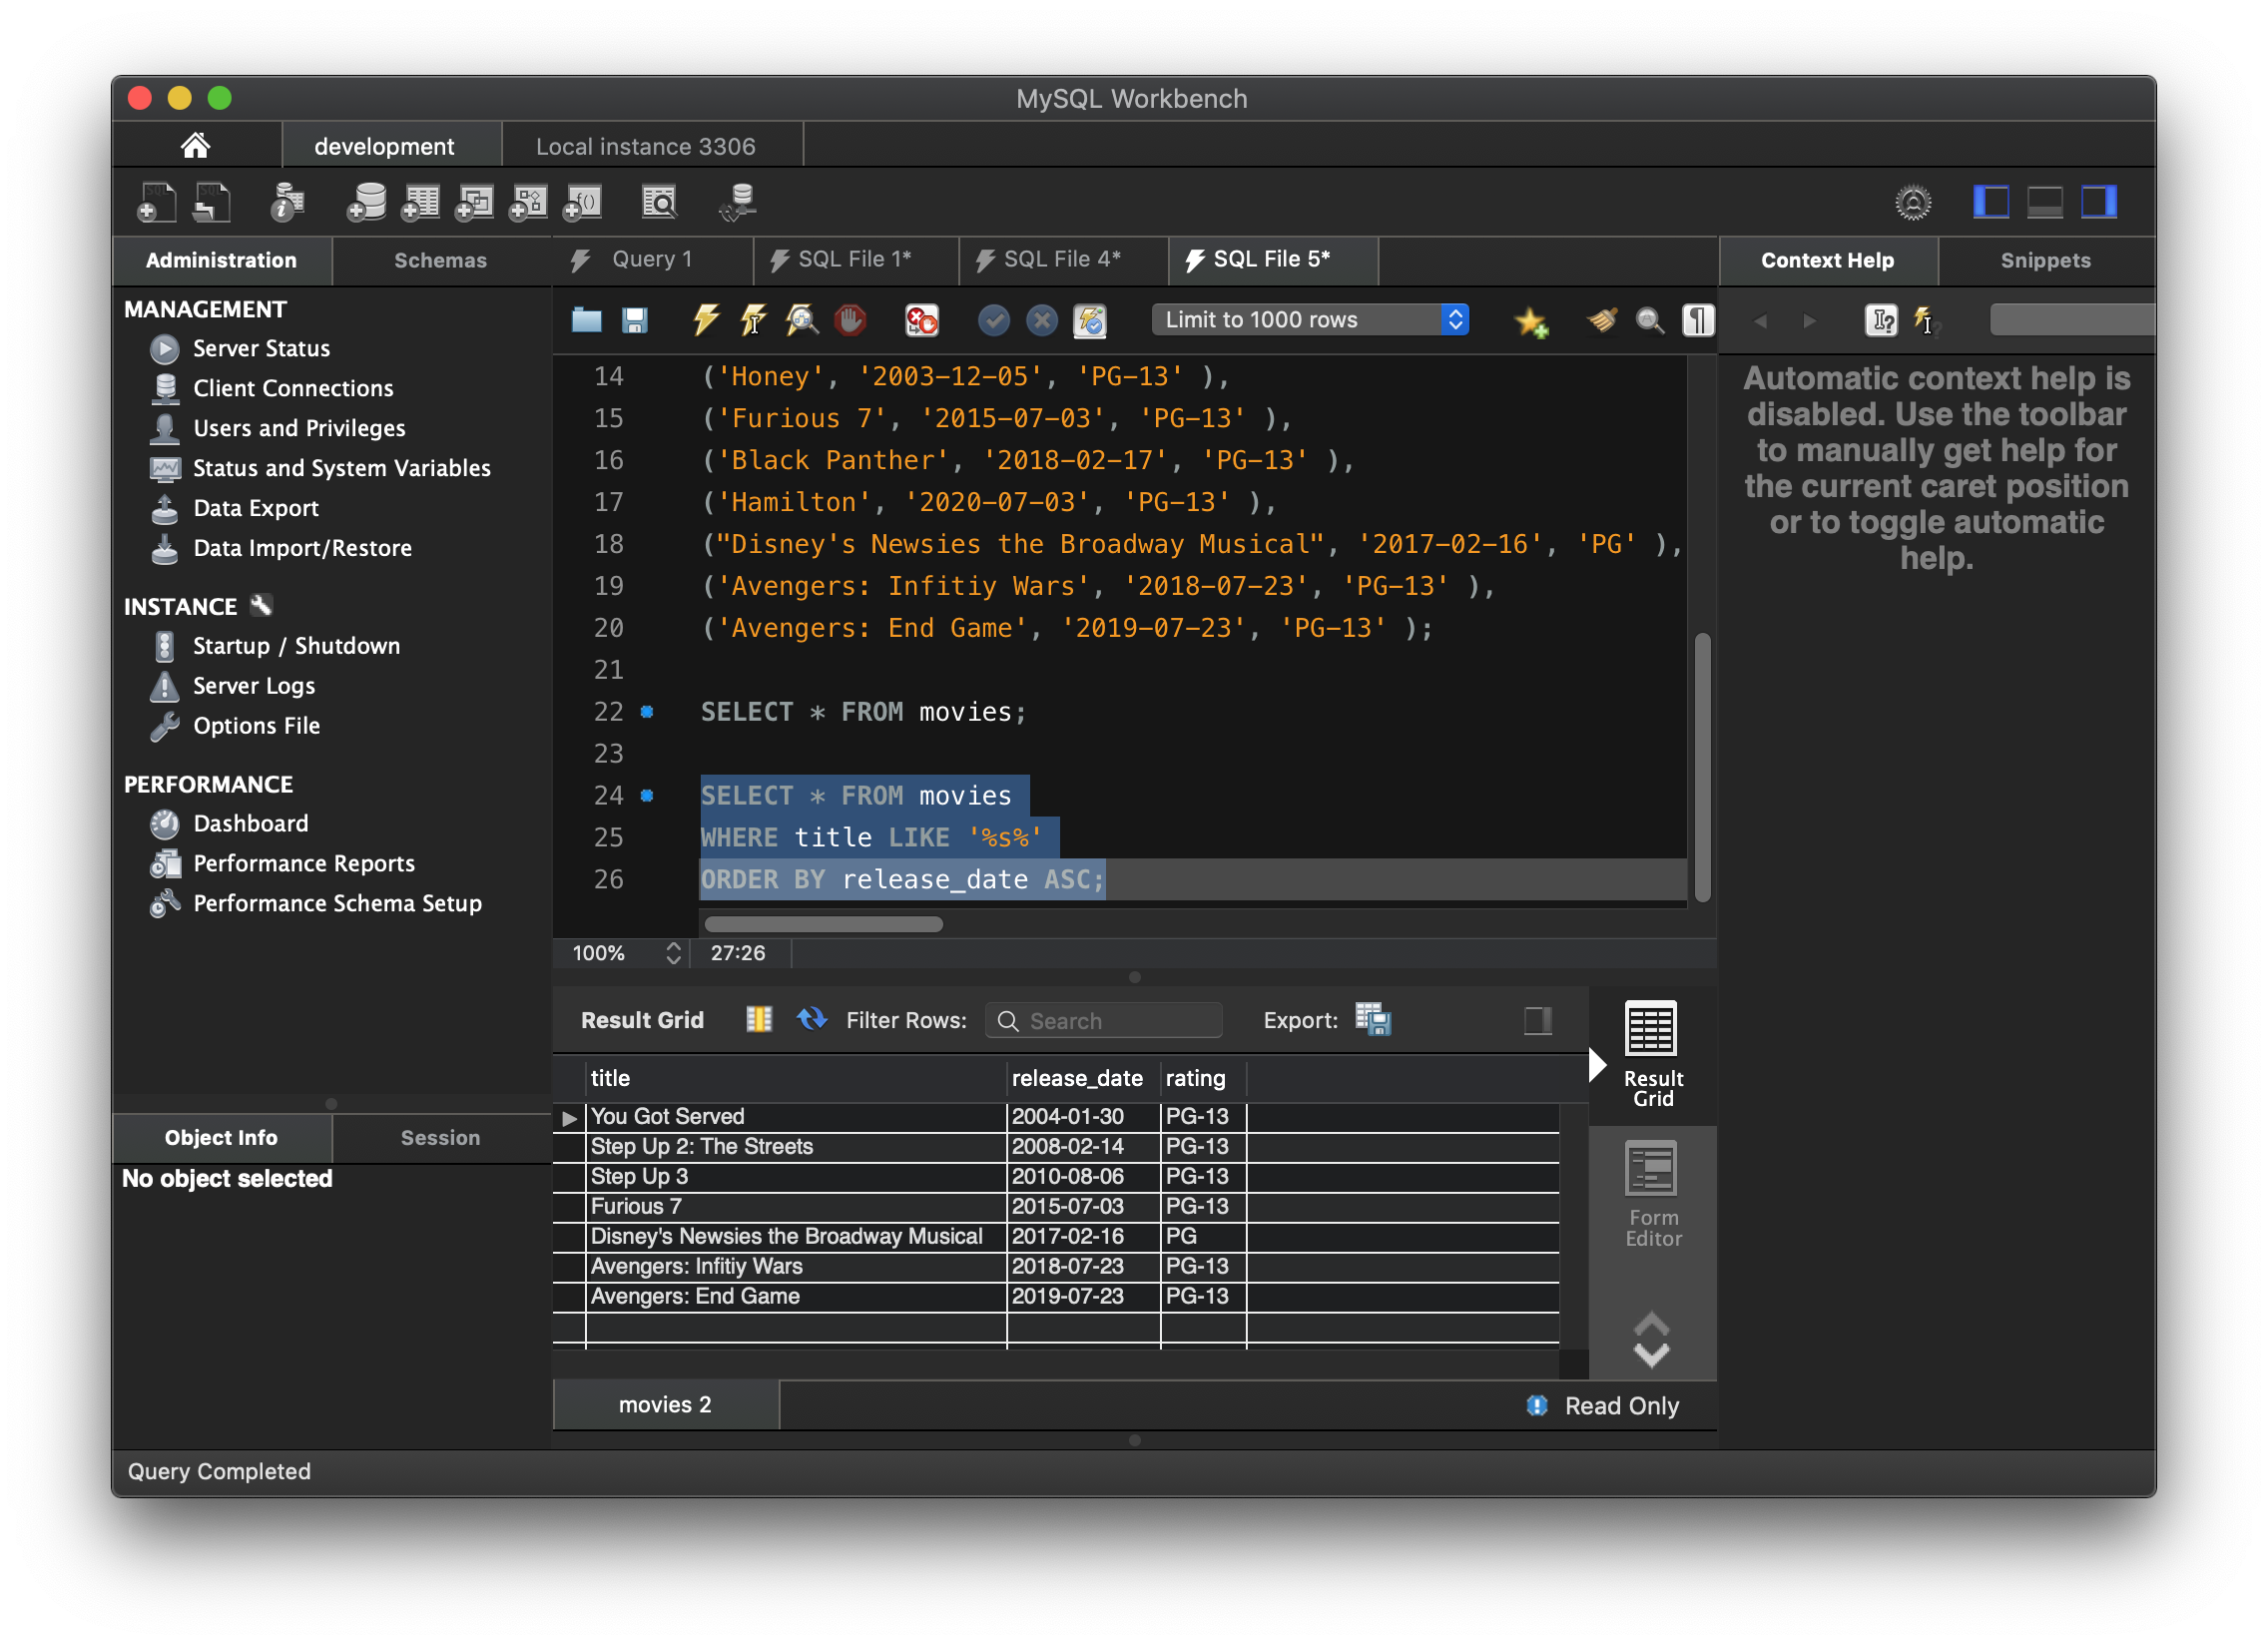 MySQL Workbench
development
Local instance 3306
Administration
Schemas
Query 1
SQL File 1*
SQL File 4*
SQL File 5*
Context Help
Snippets
MANAGEMENT
Server Status
Client Connections
Users and Privileges
Status and System Variables
Data Export
Data Import/Restore
INSTANCE
Startup / Shutdown
Server Logs
Options File
PERFORMANCE
Dashboard
Performance Reports
Performance Schema Setup
Object Info
Session
No object selected
Limit to 1000 rows
14 ('Honey', '2003-12-05', 'PG-13' ),
15 ('Furious 7', '2015-07-03', 'PG-13' ),
16 ('Black Panther', '2018-02-17', 'PG-13' ),
17 ('Hamilton', '2020-07-03', 'PG-13' ),
18 ("Disney's Newsies the Broadway Musical", '2017-02-16', 'PG' ),
19 ('Avengers: Infitiy Wars', '2018-07-23', 'PG-13' ),
20 ('Avengers: End Game', '2019-07-23', 'PG-13' );
21
22 SELECT * FROM movies;
23
24 SELECT * FROM movies
25 WHERE title LIKE '%s%'
26 ORDER BY release_date ASC;
100%
27:26
Automatic context help is
disabled. Use the toolbar
to manually get help for
the current caret position
or to toggle automatic
help.
Result Grid
Filter Rows:
Search
Export:
title release_date rating
You Got Served 2004-01-30 PG-13
Step Up 2: The Streets 2008-02-14 PG-13
Step Up 3 2010-08-06 PG-13
Furious 7 2015-07-03 PG-13
Disney's Newsies the Broadway Musical 2017-02-16 PG
Avengers: Infitiy Wars 2018-07-23 PG-13
Avengers: End Game 2019-07-23 PG-13
Result
Grid
Form
Editor
movies 2
Read Only
Query Completed